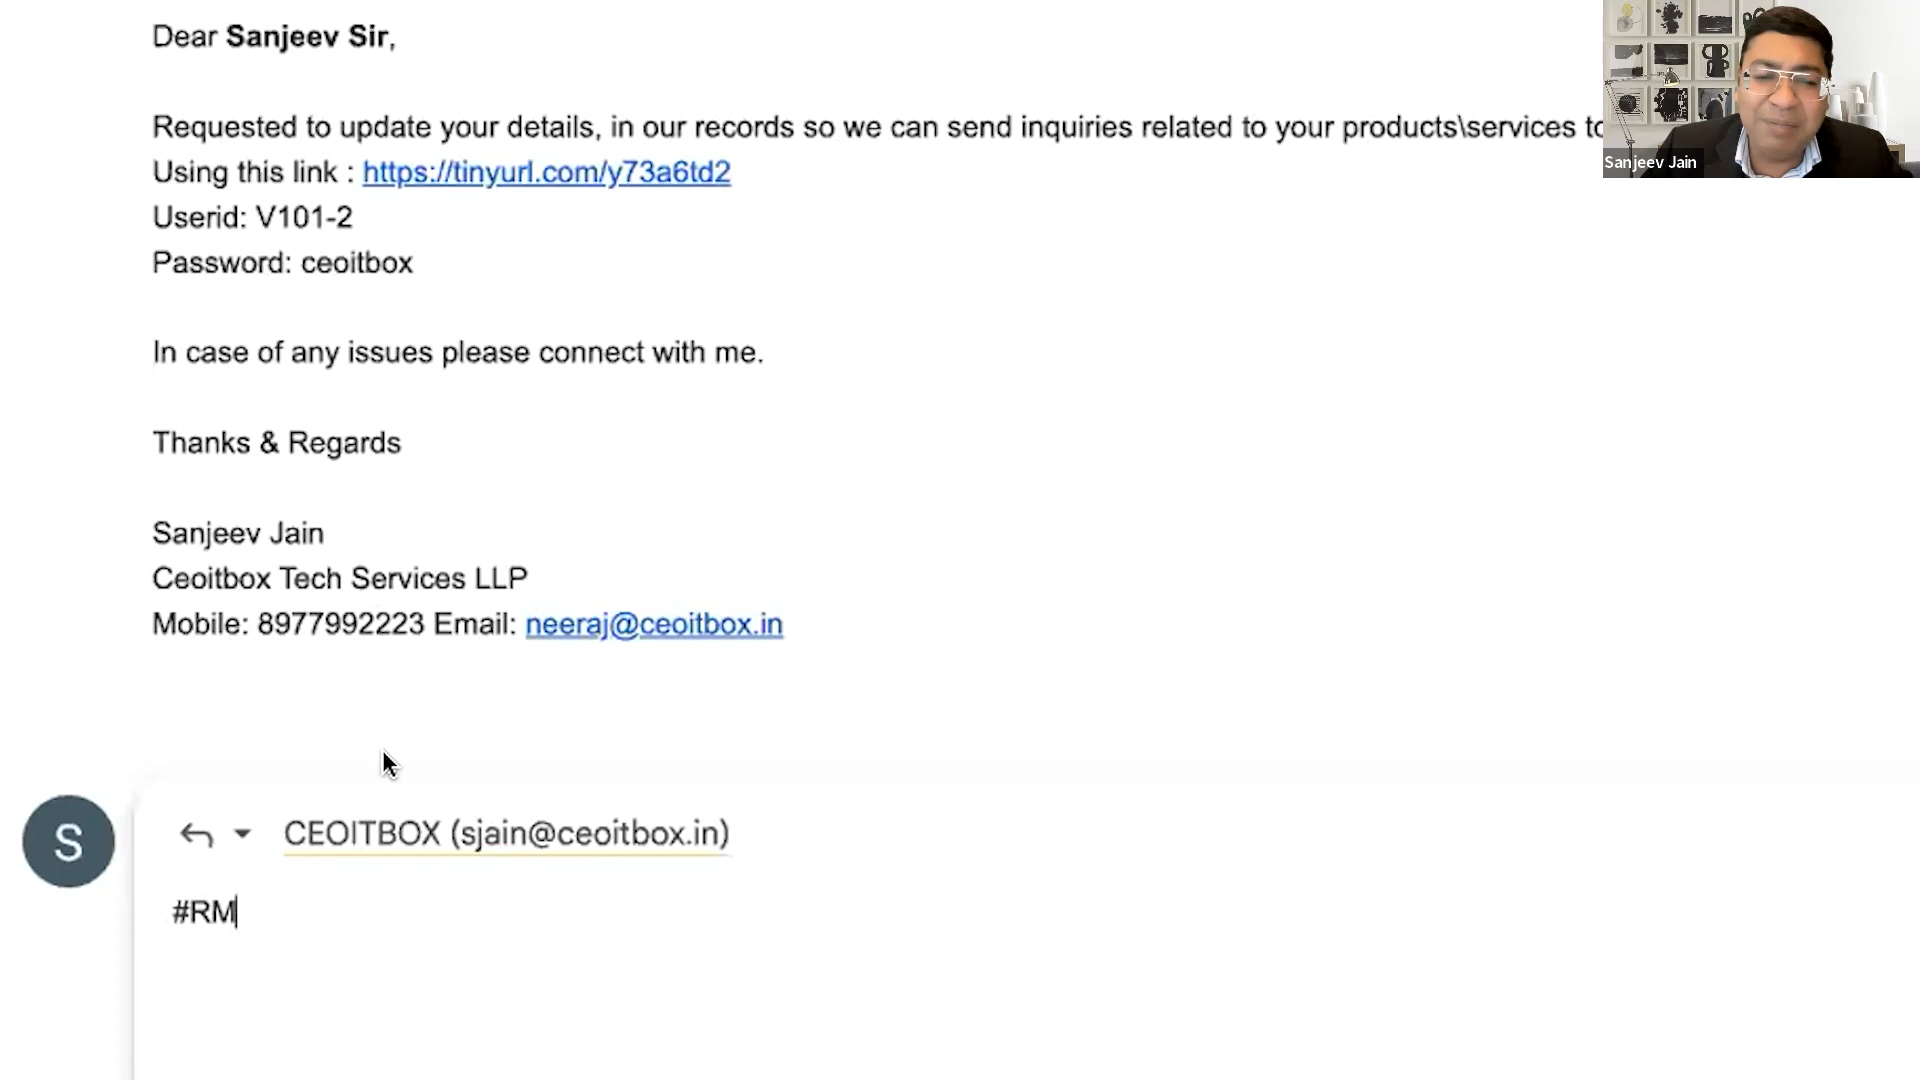 Dear Sanjeev Sir,
Requested to update your details, in our records so we can send inquiries related to your products\services to
Using this link : https://tinyurl.com/y73a6td2
Userid: V101-2
Password: ceoitbox
In case of any issues please connect with me.
Thanks & Regards
Sanjeev Jain
Ceoitbox Tech Services LLP
Mobile: 8977992223 Email: neeraj@ceoitbox.in
S
CEOITBOX (sjain@ceoitbox.in)
#RM
Sanjeev Jain